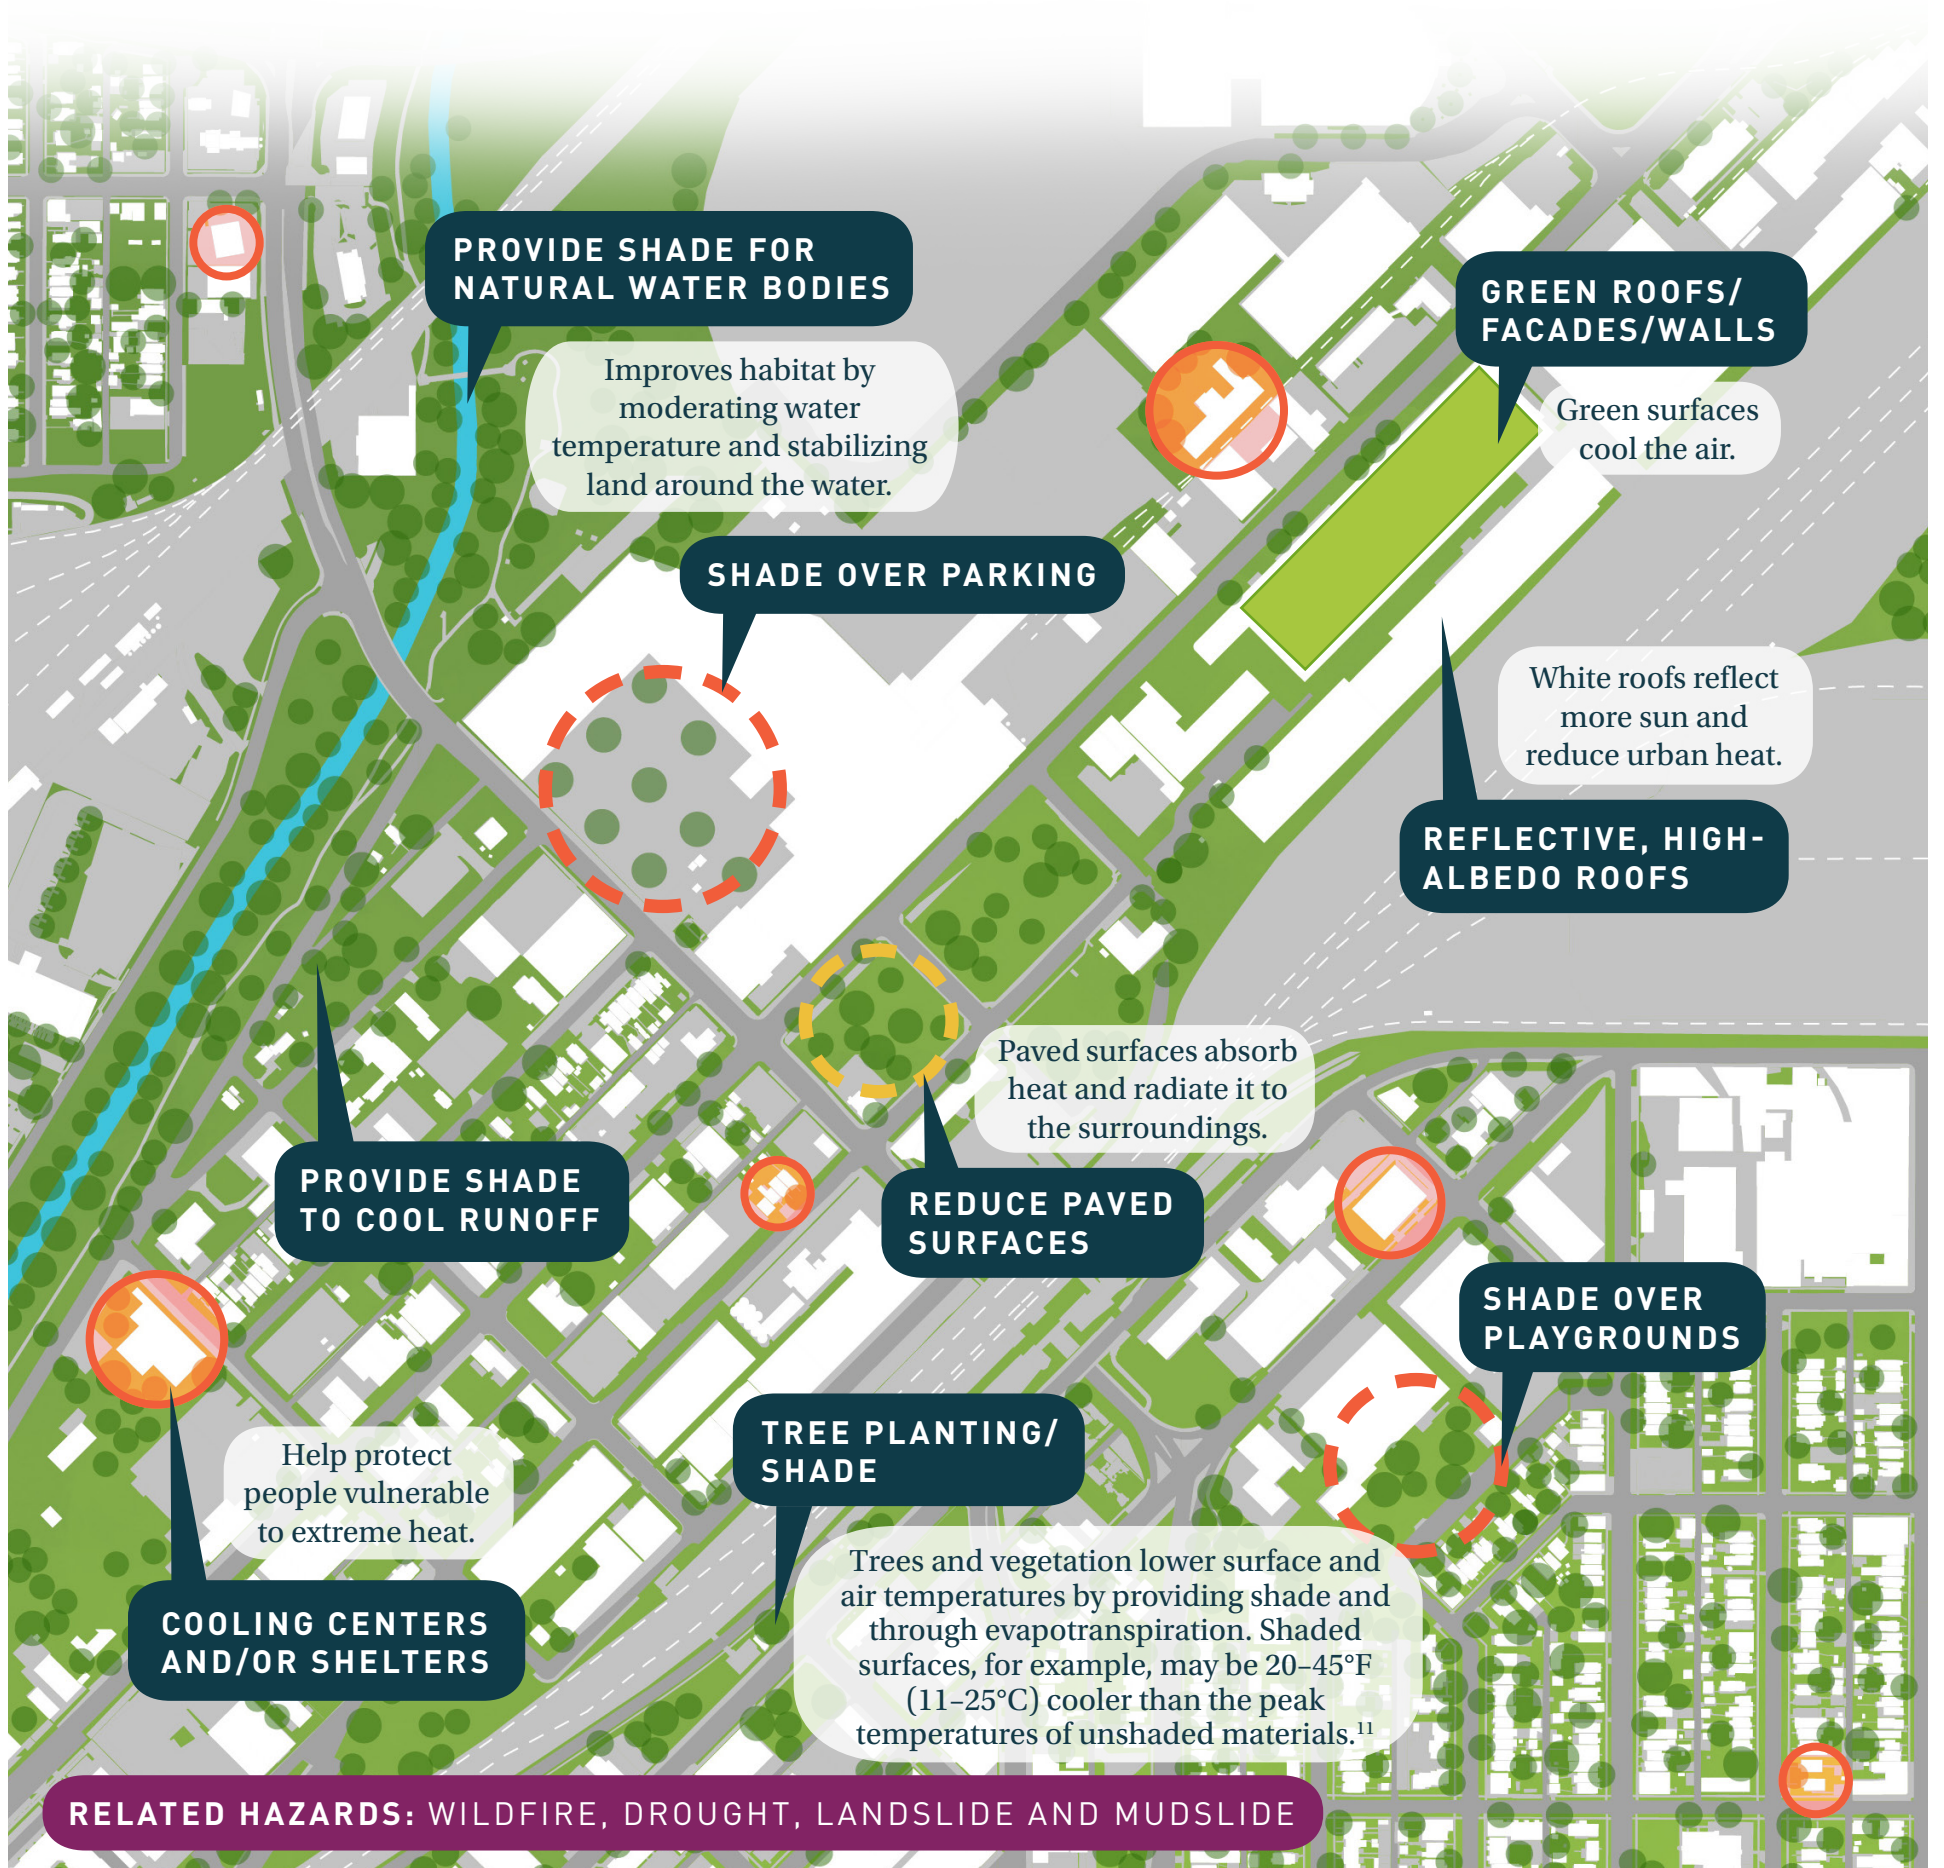 PROVIDE SHADE FOR
NATURAL WATER BODIES
Improves habitat by
moderating water
temperature and stabilizing
land around the water.
GREEN ROOFS/
FACADES/WALLS
Green surfaces
cool the air.
SHADE OVER PARKING
White roofs reflect
more sun and
reduce urban heat.
REFLECTIVE, HIGH-
ALBEDO ROOFS
Paved surfaces absorb
heat and radiate it to
the surroundings.
REDUCE PAVED
SURFACES
PROVIDE SHADE
TO COOL RUNOFF
SHADE OVER
PLAYGROUNDS
Help protect
people vulnerable
to extreme heat.
COOLING CENTERS
AND/OR SHELTERS
TREE PLANTING/
SHADE
Trees and vegetation lower surface and
air temperatures by providing shade and
through evapotranspiration. Shaded
surfaces, for example, may be 20–45°F
(11–25°C) cooler than the peak
temperatures of unshaded materials.¹¹
RELATED HAZARDS: WILDFIRE, DROUGHT, LANDSLIDE AND MUDSLIDE